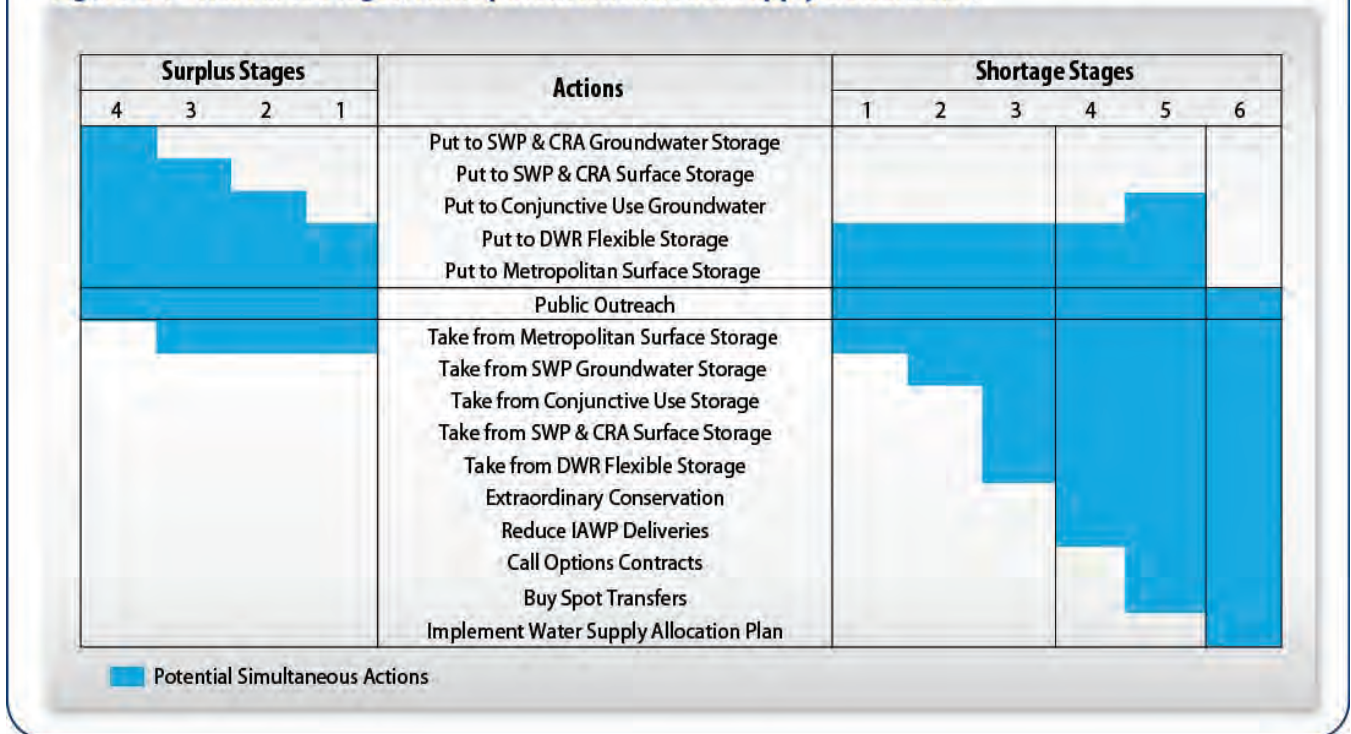 Surplus Stages Actions Shortage Stages
4 3 2 1 1 2 3 4 5 6
Put to SWP & CRA Groundwater Storage
Put to SWP & CRA Surface Storage
Put to Conjunctive Use Groundwater
Put to DWR Flexible Storage
Put to Metropolitan Surface Storage
Public Outreach
Take from Metropolitan Surface Storage
Take from SWP Groundwater Storage
Take from Conjunctive Use Storage
Take from SWP & CRA Surface Storage
Take from DWR Flexible Storage
Extraordinary Conservation
Reduce IAWP Deliveries
Call Options Contracts
Buy Spot Transfers
Implement Water Supply Allocation Plan
Potential Simultaneous Actions